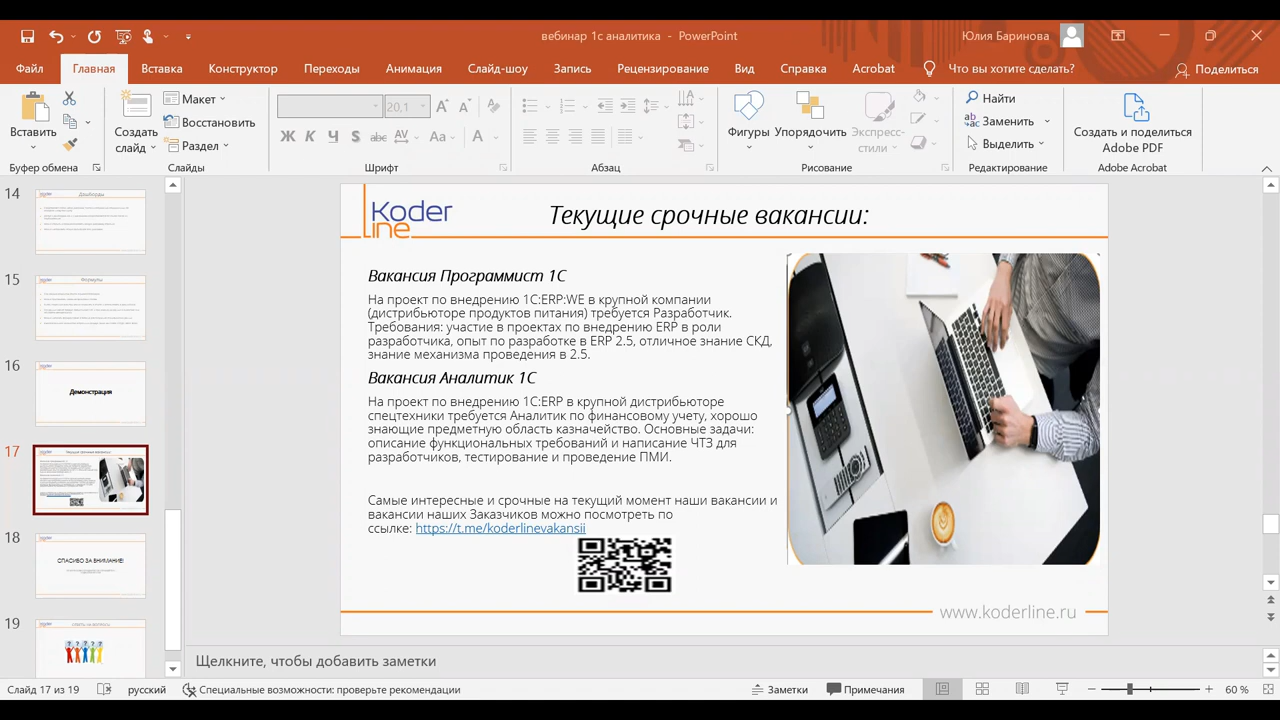 вебинар 1с аналитика - PowerPoint
Юлия Баринова
Файл Главная Вставка Конструктор Переходы Анимация Слайд-шоу Запись Рецензирование Вид Справка Acrobat Что вы хотите сделать? Поделиться
Вставить
Создать слайд
Макет
Восстановить
Раздел
20,1
Ж К Ч S abc AV Aa A
Фигуры
Упорядочить
Экспресс-стили
Найти
Заменить
Выделить
Создать и поделиться
Adobe PDF
Буфер обмена Слайды Шрифт Абзац Рисование Редактирование Adobe Acrobat
14
Дашборды
15
Формулы
16
Демонстрация
17
18
СПАСИБО ЗА ВНИМАНИЕ!
19
Koder
line
Текущие срочные вакансии:
Вакансия Программист 1С
На проект по внедрению 1С:ERP:WE в крупной компании
(дистрибьюторе продуктов питания) требуется Разработчик.
Требования: участие в проектах по внедрению ERP в роли
разработчика, опыт по разработке в ERP 2.5, отличное знание СКД,
знание механизма проведения в 2.5.
Вакансия Аналитик 1С
На проект по внедрению 1С:ERP в крупной дистрибьюторе
спецтехники требуется Аналитик по финансовому учету, хорошо
знающие предметную область казначейство. Основные задачи:
описание функциональных требований и написание ЧТЗ для
разработчиков, тестирование и проведение ПМИ.
Самые интересные и срочные на текущий момент наши вакансии и
вакансии наших Заказчиков можно посмотреть по
ссылке: https://t.me/koderlinevakansii
www.koderline.ru
Щелкните, чтобы добавить заметки
Слайд 17 из 19 русский Специальные возможности: проверьте рекомендации Заметки Примечания 60 %